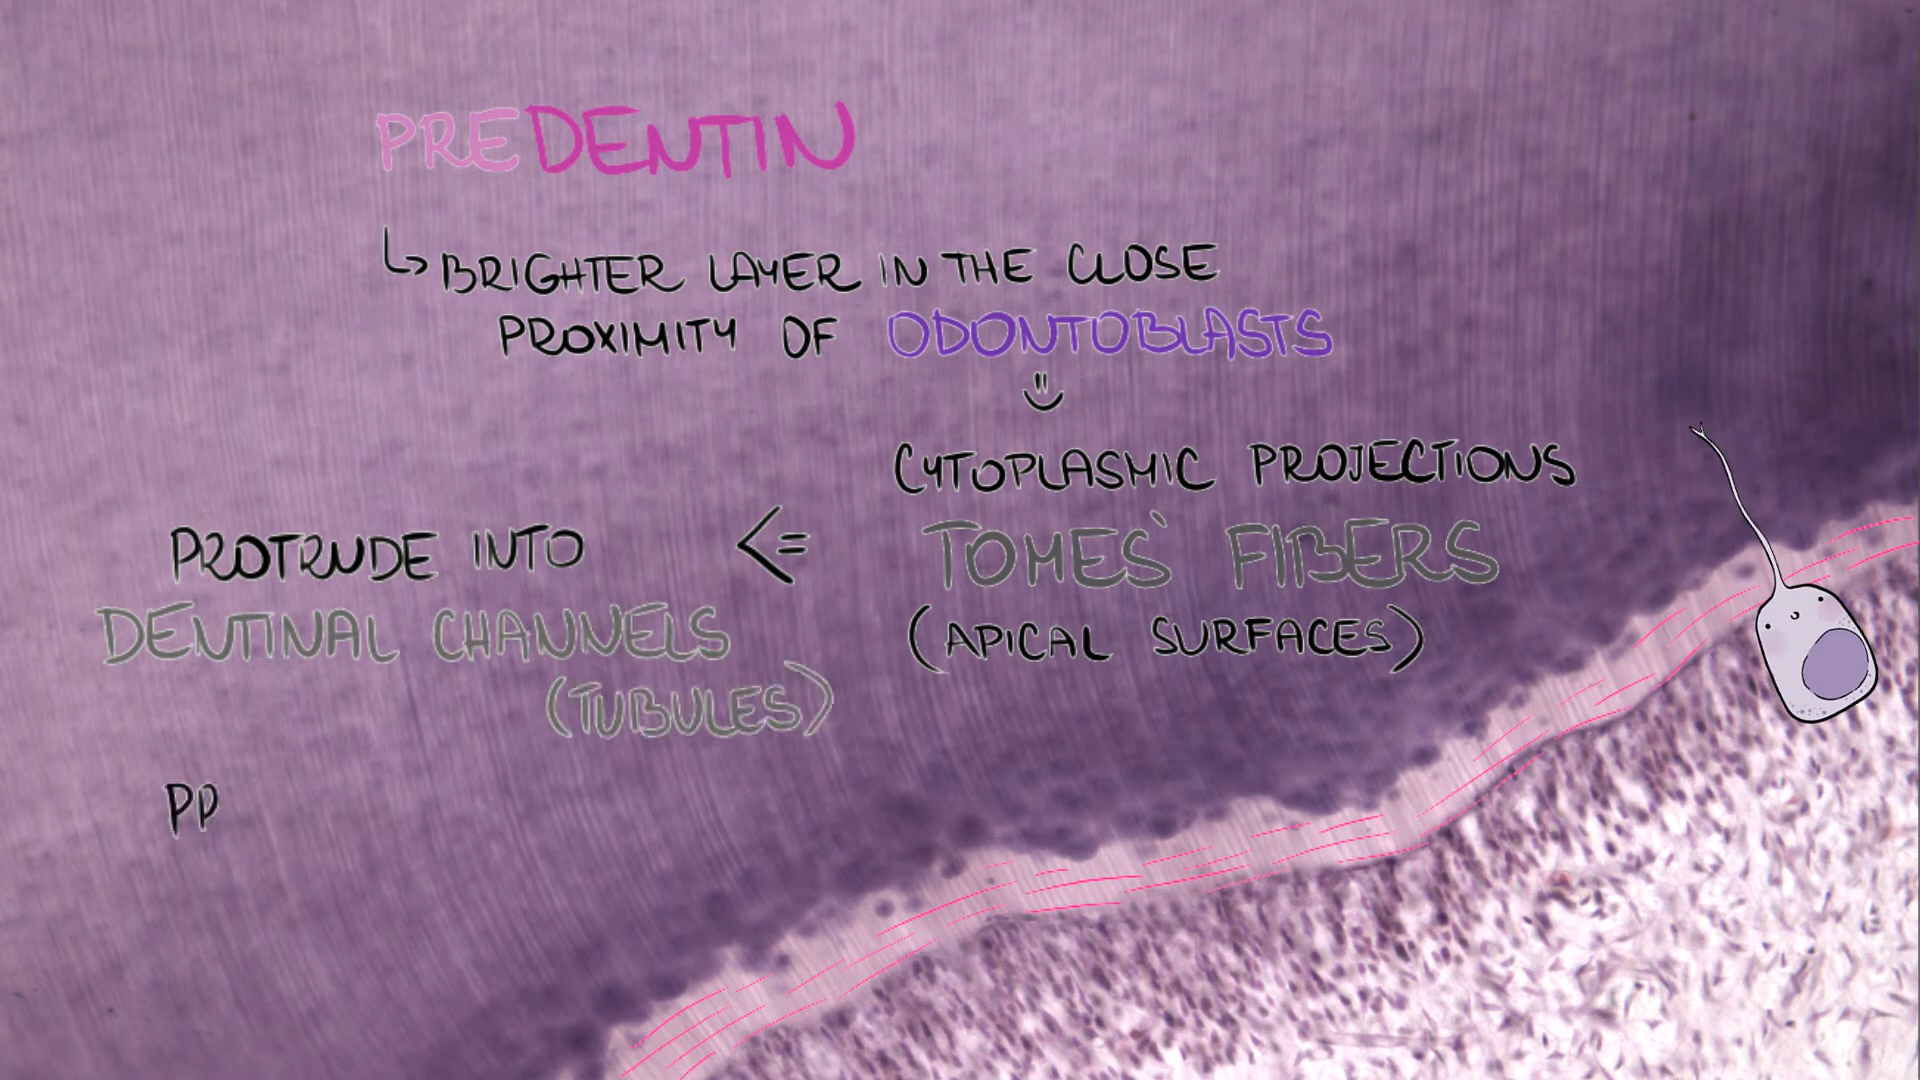 PREDENTIN
↳ BRIGHTER LAYER IN THE CLOSE
PROXIMITY OF ODONTOBLASTS
CYTOPLASMIC PROJECTIONS
TOMES` FIBERS
(APICAL SURFACES)
<= 
PROTRUDE INTO
DENTINAL CHANNELS
(TUBULES)
PP